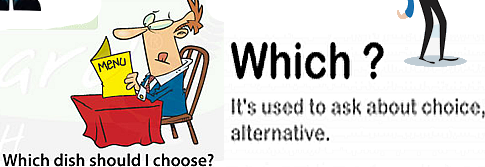 MENU
Which dish should I choose?
Which ?
It's used to ask about choice,
alternative.